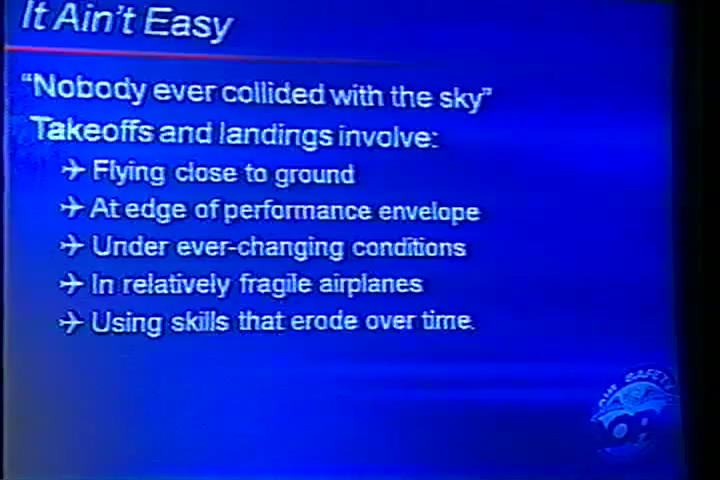 It Ain't Easy
“Nobody ever collided with the sky”
Takeoffs and landings involve:
Flying close to ground
At edge of performance envelope
Under ever-changing conditions
In relatively fragile airplanes
Using skills that erode over time.
SAFETY